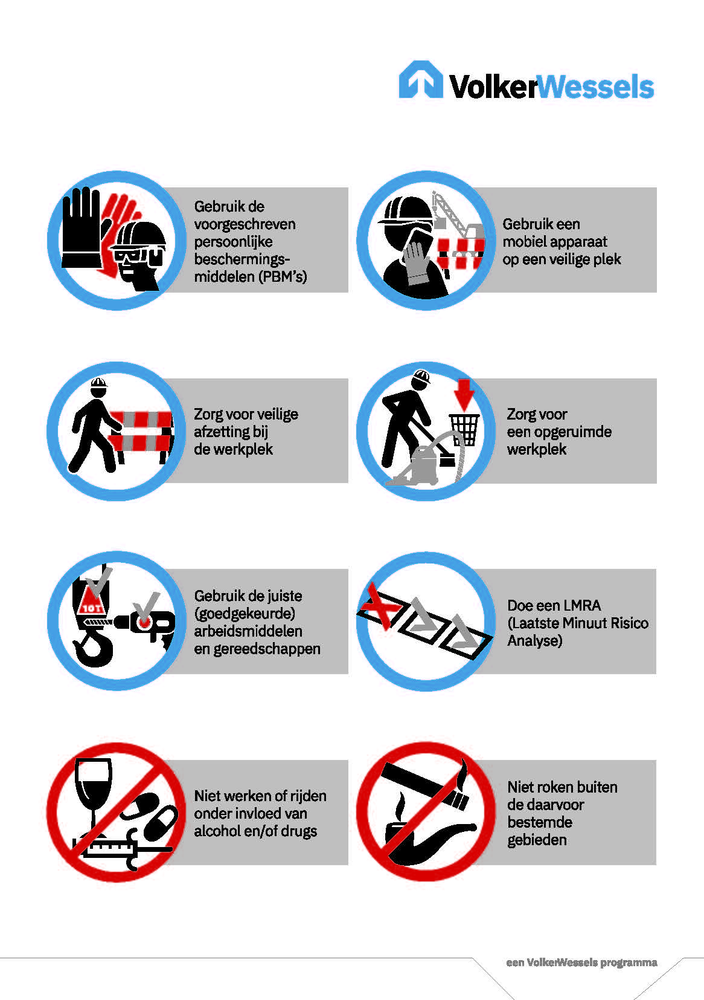 VolkerWessels
Gebruik de
voorgeschreven
persoonlijke
beschermings-
middelen (PBM's)
Gebruik een
mobiel apparaat
op een veilige plek
Zorg voor veilige
afzetting bij
de werkplek
Zorg voor
een opgeruimde
werkplek
10T
Gebruik de juiste
(goedgekeurde)
arbeidsmiddelen
en gereedschappen
Doe een LMRA
(Laatste Minuut Risico
Analyse)
Niet werken of rijden
onder invloed van
alcohol en/of drugs
Niet roken buiten
de daarvoor
bestemde
gebieden
een VolkerWessels programma